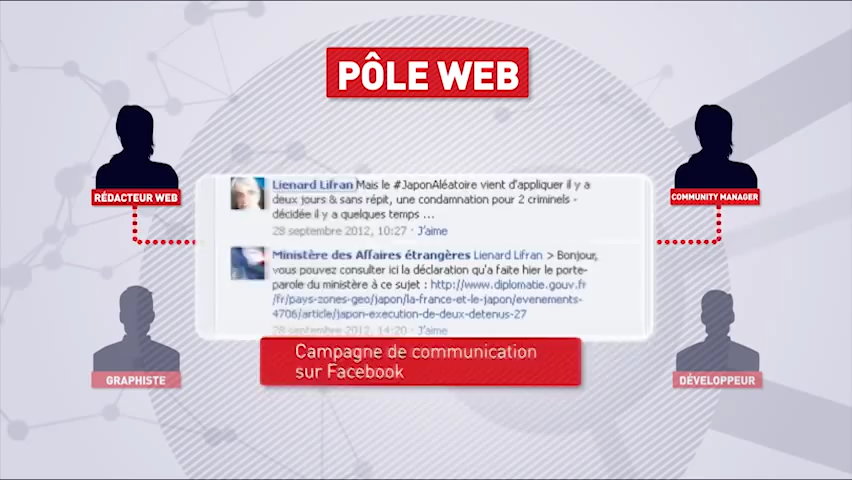 PÔLE WEB
RÉDACTEUR WEB
COMMUNITY MANAGER
Lienard Lifran Mais le #JaponAléatoire vient d'appliquer il y a
deux jours & sans répit, une condamnation pour 2 criminels -
décidée il y a quelques temps ...
28 septembre 2012, 10:27 · J'aime
Ministère des Affaires étrangères Lienard Lifran > Bonjour,
vous pouvez consulter ici la déclaration qu'a faite hier le porte-
parole du ministère à ce sujet : http://www.diplomatie.gouv.fr
/fr/pays-zones-geo/japon/la-france-et-le-japon/evenements-
4706/article/japon-execution-de-deux-detenus-27
28 septembre 2012, 14:20 · J'aime
Campagne de communication
sur Facebook
GRAPHISTE
DÉVELOPPEUR